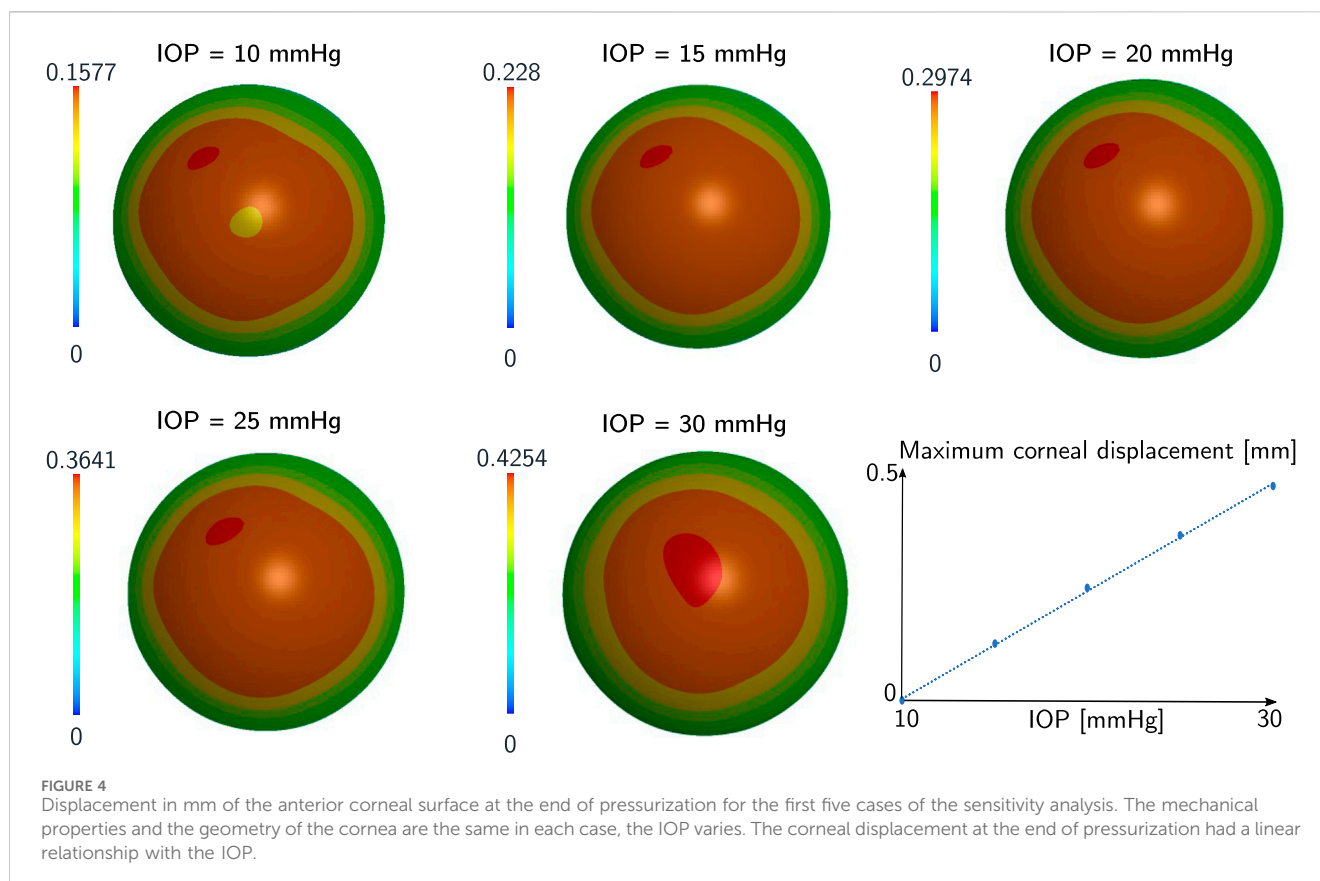 IOP = 10 mmHg
0.1577
0
IOP = 15 mmHg
0.228
0
IOP = 20 mmHg
0.2974
0
IOP = 25 mmHg
0.3641
0
IOP = 30 mmHg
0.4254
0
Maximum corneal displacement [mm]
0.5
0
10
IOP [mmHg]
30
FIGURE 4
Displacement in mm of the anterior corneal surface at the end of pressurization for the first five cases of the sensitivity analysis. The mechanical
properties and the geometry of the cornea are the same in each case, the IOP varies. The corneal displacement at the end of pressurization had a linear
relationship with the IOP.